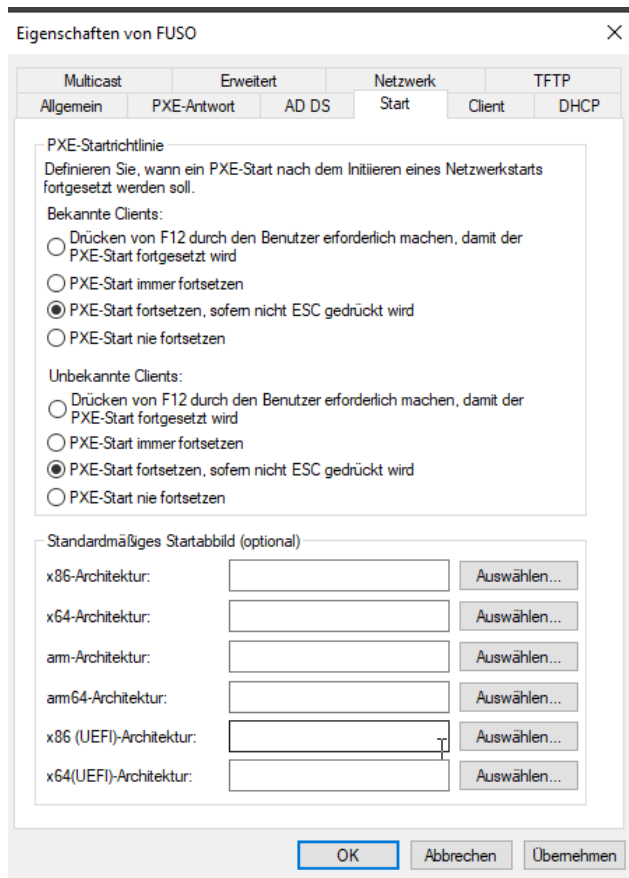 Eigenschaften von FUSO
Multicast
Erweitert
Netzwerk
TFTP
Allgemein
PXE-Antwort
AD DS
Start
Client
DHCP
PXE-Startrichtlinie
Definieren Sie, wann ein PXE-Start nach dem Initiieren eines Netzwerkstarts
fortgesetzt werden soll.
Bekannte Clients:
Drücken von F12 durch den Benutzer erforderlich machen, damit der
PXE-Start fortgesetzt wird
PXE-Start immer fortsetzen
PXE-Start fortsetzen, sofern nicht ESC gedrückt wird
PXE-Start nie fortsetzen
Unbekannte Clients:
Drücken von F12 durch den Benutzer erforderlich machen, damit der
PXE-Start fortgesetzt wird
PXE-Start immer fortsetzen
PXE-Start fortsetzen, sofern nicht ESC gedrückt wird
PXE-Start nie fortsetzen
Standardmäßiges Startabbild (optional)
x86-Architektur:
Auswählen...
x64-Architektur:
Auswählen...
arm-Architektur:
Auswählen...
arm64-Architektur:
Auswählen...
x86 (UEFI)-Architektur:
Auswählen...
x64(UEFI)-Architektur:
Auswählen...
OK
Abbrechen
Übernehmen